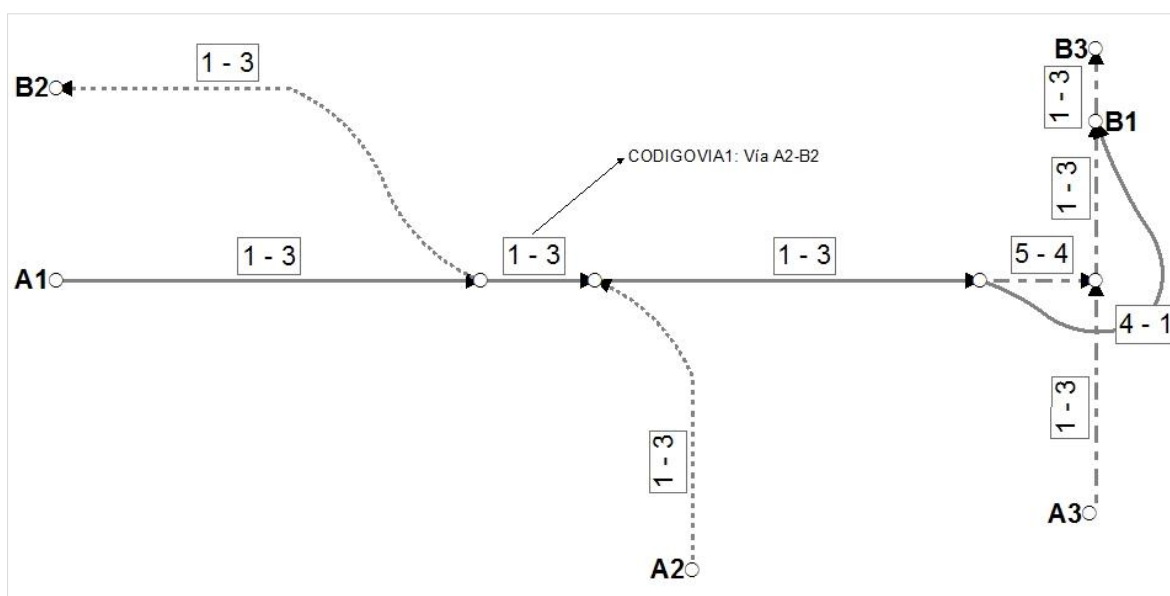 B3
1 - 3
B2
1 - 3
B1
CODIGOVIA1: Vía A2-B2
1 - 3
1 - 3
1 - 3
1 - 3
5 - 4
A1
4 - 1
1 - 3
1 - 3
A3
A2